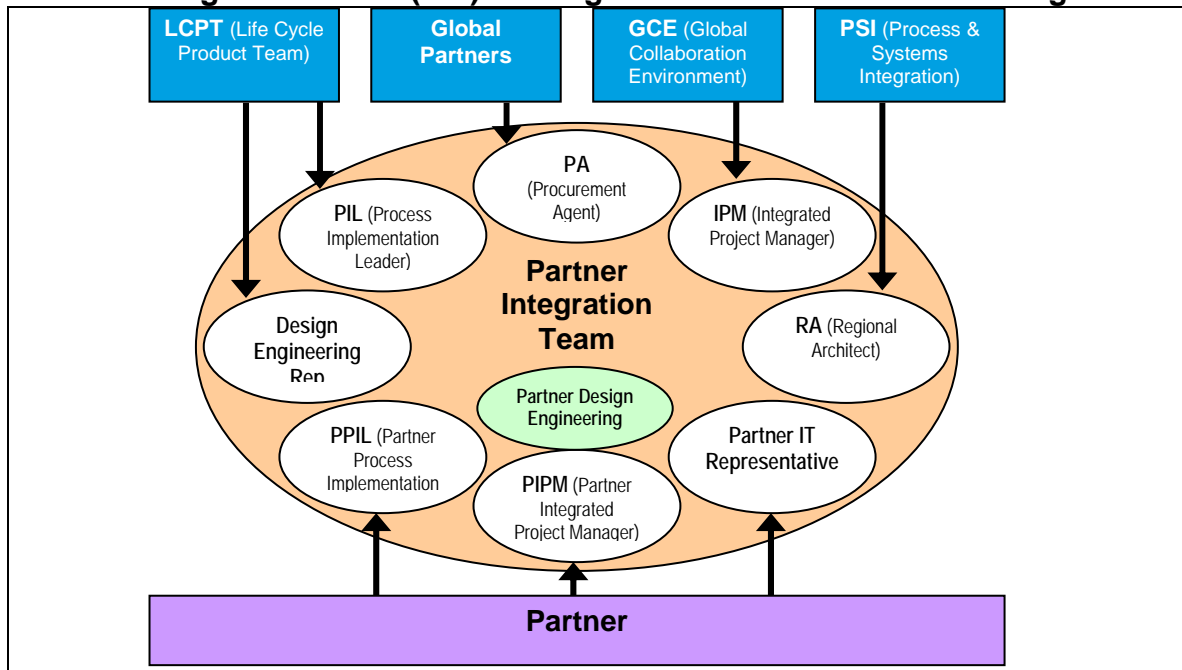 LCPT (Life Cycle
Product Team)
Global
Partners
GCE (Global
Collaboration
Environment)
PSI (Process &
Systems
Integration)
PA
(Procurement
Agent)
PIL (Process
Implementation
Leader)
IPM (Integrated
Project Manager)
Partner
Integration
Team
Design
Engineering
Rep
RA (Regional
Architect)
Partner Design
Engineering
PPIL (Partner
Process
Implementation
Partner IT
Representative
PIPM (Partner
Integrated
Project Manager)
Partner